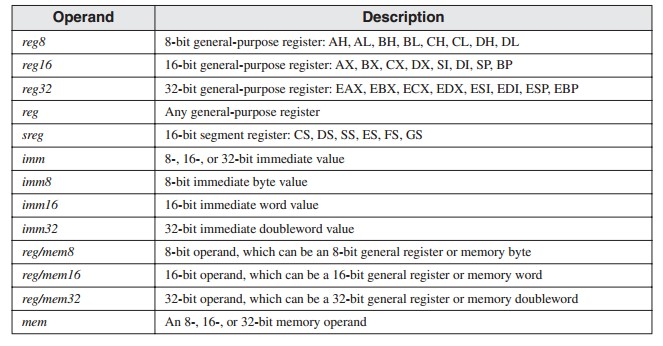 Operand Description
reg8 8-bit general-purpose register: AH, AL, BH, BL, CH, CL, DH, DL
reg16 16-bit general-purpose register: AX, BX, CX, DX, SI, DI, SP, BP
reg32 32-bit general-purpose register: EAX, EBX, ECX, EDX, ESI, EDI, ESP, EBP
reg Any general-purpose register
sreg 16-bit segment register: CS, DS, SS, ES, FS, GS
imm 8-, 16-, or 32-bit immediate value
imm8 8-bit immediate byte value
imm16 16-bit immediate word value
imm32 32-bit immediate doubleword value
reg/mem8 8-bit operand, which can be an 8-bit general register or memory byte
reg/mem16 16-bit operand, which can be a 16-bit general register or memory word
reg/mem32 32-bit operand, which can be a 32-bit general register or memory doubleword
mem An 8-, 16-, or 32-bit memory operand